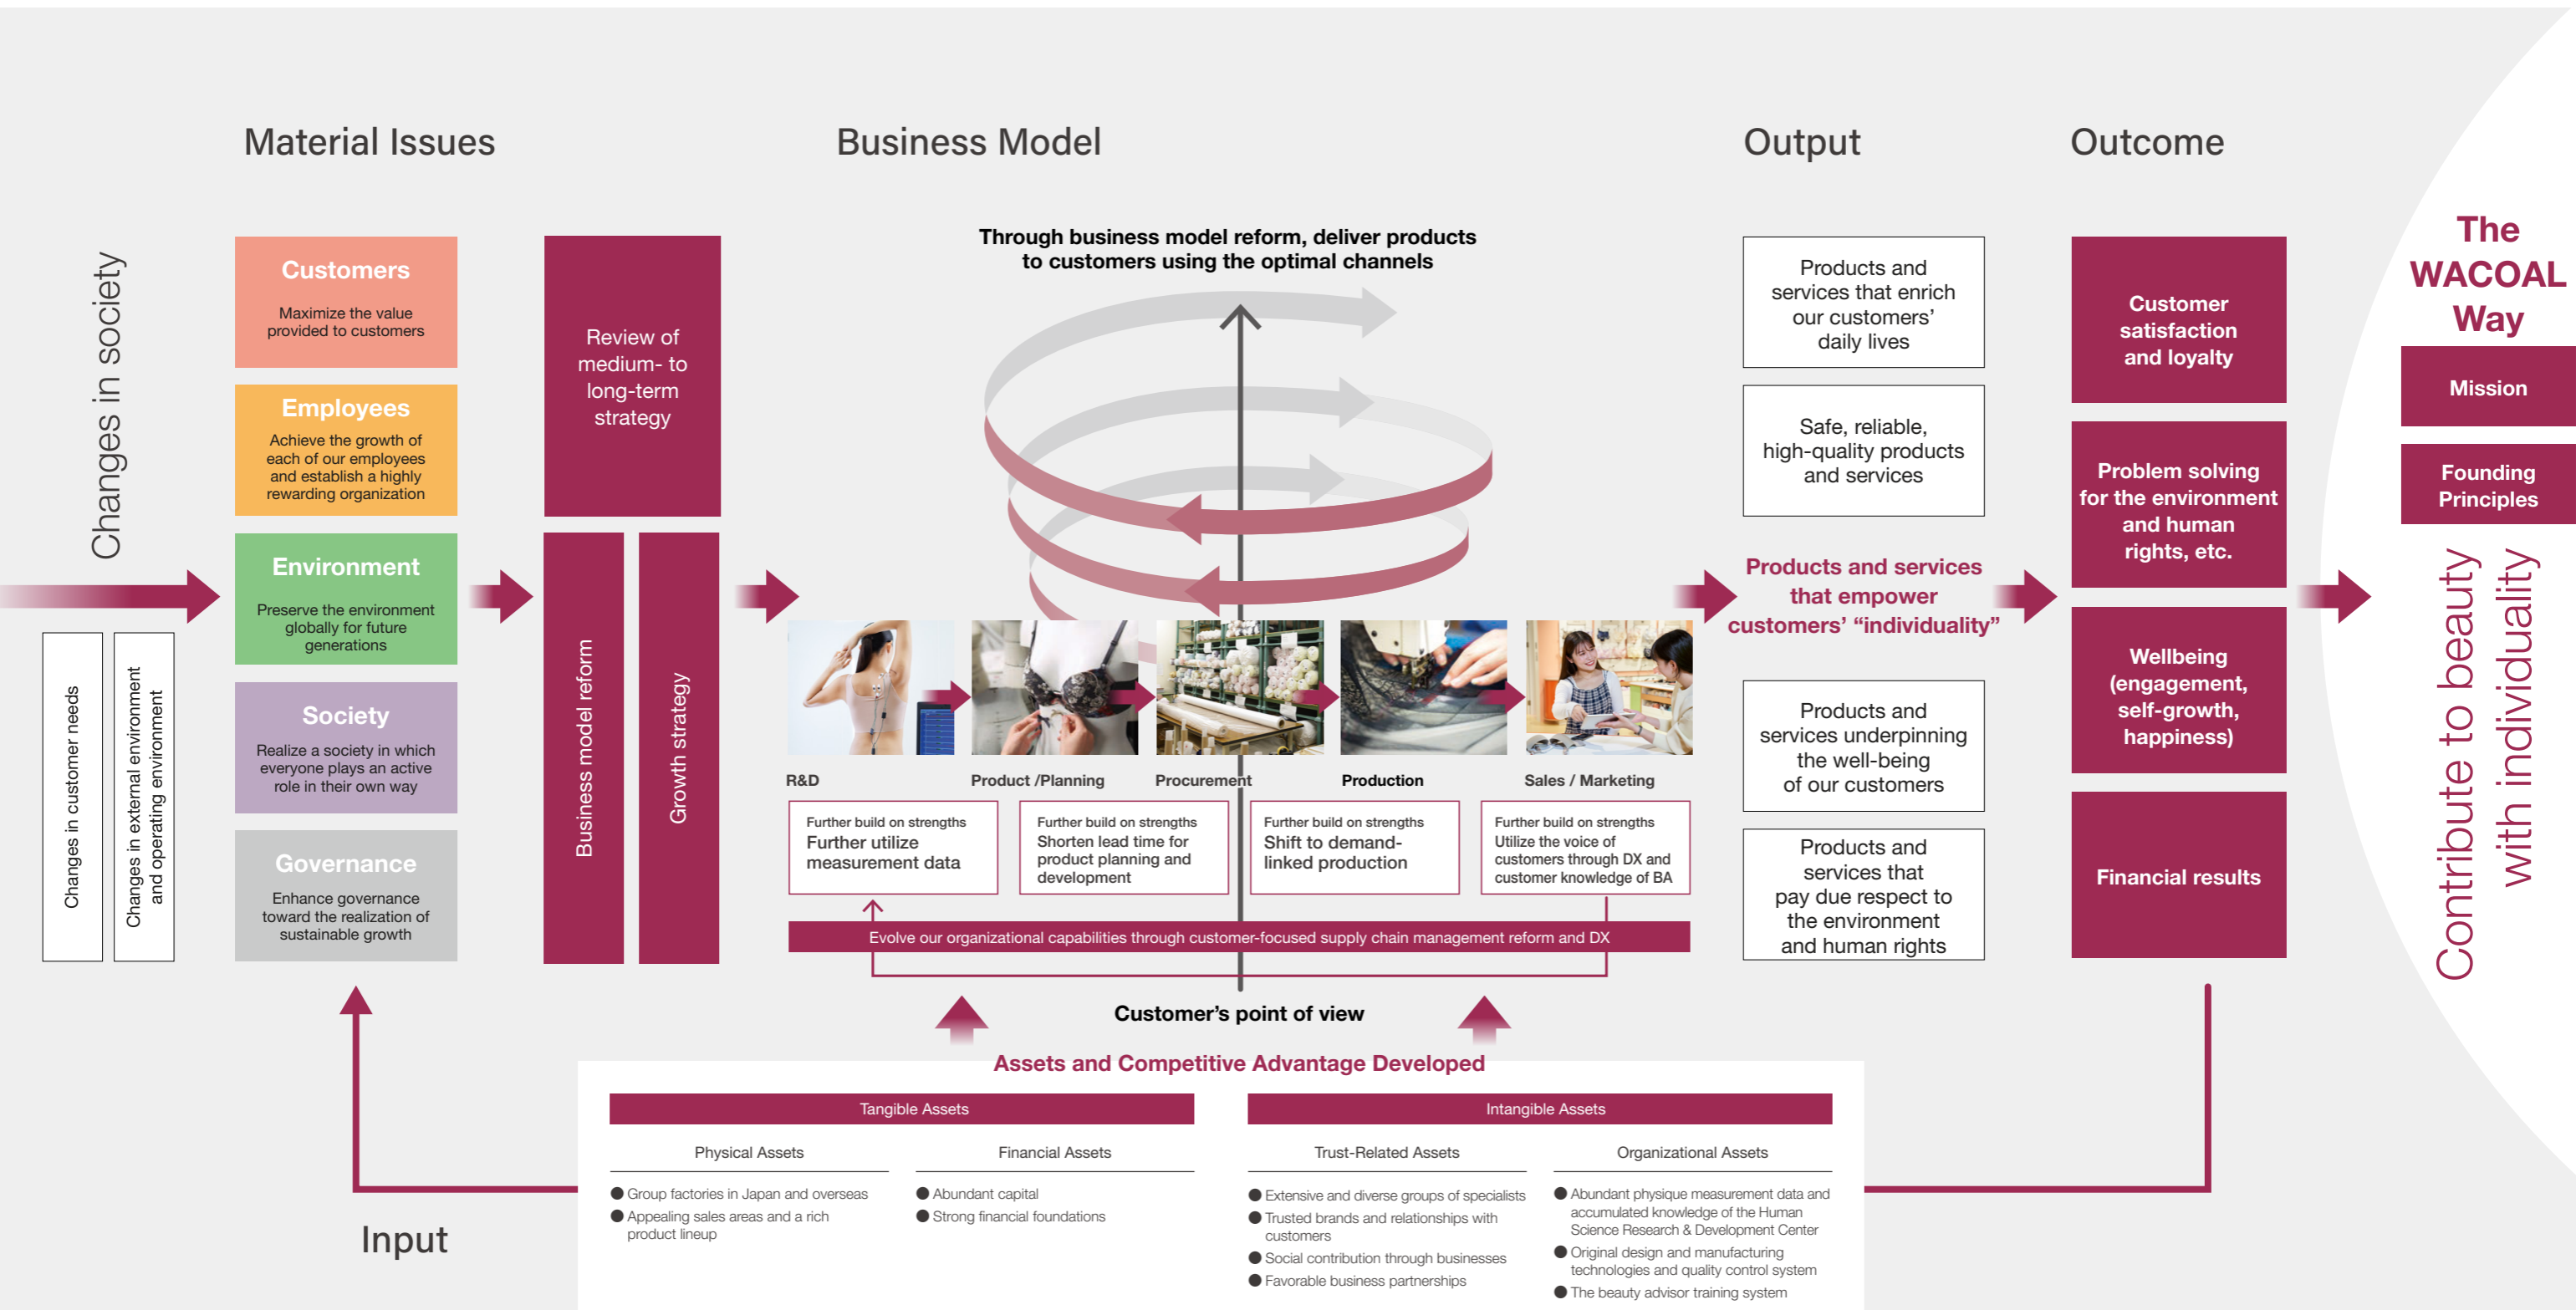 Material Issues
Business Model
Output
Outcome
Changes in society
Changes in customer needs
Changes in external environment
and operating environment
Customers
Maximize the value
provided to customers
Employees
Achieve the growth of
each of our employees
and establish a highly
rewarding organization
Environment
Preserve the environment
globally for future
generations
Society
Realize a society in which
everyone plays an active
role in their own way
Governance
Enhance governance
toward the realization of
sustainable growth
Review of
medium- to
long-term
strategy
Business model reform
Growth strategy
Through business model reform, deliver products
to customers using the optimal channels
R&D
Product /Planning
Procurement
Production
Sales / Marketing
Further build on strengths
Further utilize
measurement data
Further build on strengths
Shorten lead time for
product planning and
development
Further build on strengths
Shift to demand-
linked production
Further build on strengths
Utilize the voice of
customers through DX and
customer knowledge of BA
Evolve our organizational capabilities through customer-focused supply chain management reform and DX
Customer's point of view
Products and
services that enrich
our customers'
daily lives
Safe, reliable,
high-quality products
and services
Products and services
that empower
customers' “individuality”
Products and
services underpinning
the well-being
of our customers
Products and
services that
pay due respect to
the environment
and human rights
Customer
satisfaction
and loyalty
Problem solving
for the environment
and human
rights, etc.
Wellbeing
(engagement,
self-growth,
happiness)
Financial results
The
WACOAL
Way
Mission
Founding
Principles
Contribute to beauty
with individuality
Input
Assets and Competitive Advantage Developed
Tangible Assets
Physical Assets
● Group factories in Japan and overseas
● Appealing sales areas and a rich
product lineup
Financial Assets
● Abundant capital
● Strong financial foundations
Intangible Assets
Trust-Related Assets
● Extensive and diverse groups of specialists
● Trusted brands and relationships with
customers
● Social contribution through businesses
● Favorable business partnerships
Organizational Assets
● Abundant physique measurement data and
accumulated knowledge of the Human
Science Research & Development Center
● Original design and manufacturing
technologies and quality control system
● The beauty advisor training system